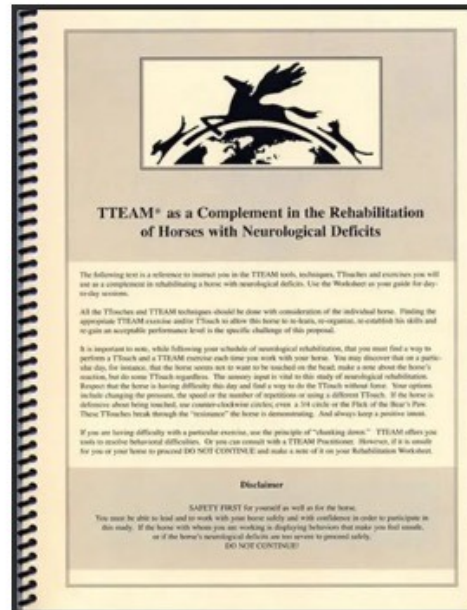 TTEAM® as a Complement in the Rehabilitation
of Horses with Neurological Deficits
The following text is a reference to instruct you in the TTEAM tools, techniques, TTouches and exercises you will
use as a complement in rehabilitating a horse with neurological deficits. Use the Worksheet as your guide for day-
to-day sessions.
All the TTouches and TTEAM techniques should be done with consideration of the individual horse. Finding the
appropriate TTEAM exercise and/or TTouch to allow this horse to re-learn, re-organize, re-establish his skills and
re-gain an acceptable performance level is the specific challenge of this proposal.
It is important to note, while following your schedule of neurological rehabilitation, that you must find a way to
perform a TTouch and a TTEAM exercise each time you work with your horse. You may discover that on a partic-
ular day, for instance, that the horse seems not to want to be touched on the head; make a note about the horse's
reaction, but do some TTouch regardless. The sensory input is vital to this study of neurological rehabilitation.
Respect that the horse is having difficulty this day and find a way to do the TTouch without force. Your options
include changing the pressure, the speed or the number of repetitions or using a different TTouch. If the horse is
defensive about being touched, use counter-clockwise circles; even a 3/4 circle or the Flick of the Bear's Paw.
These TTouches break through the "resistance" the horse is demonstrating. And always keep a positive intent.
If you are having difficulty with a particular exercise, use the principle of "chunking down." TTEAM offers you
tools to resolve behavioral difficulties. Or you can consult with a TTEAM Practitioner. However, if it is unsafe
for you or your horse to proceed DO NOT CONTINUE and make a note of it on your Rehabilitation Worksheet.
Disclaimer
SAFETY FIRST for yourself as well as for the horse.
You must be able to lead and to work with your horse safely and with confidence in order to participate in
this study. If the horse with whom you are working is displaying behaviors that make you feel unsafe,
or if the horse's neurological deficits are too severe to proceed safely,
DO NOT CONTINUE!